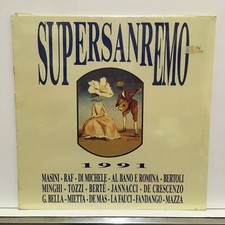 SUPERSANREMO
1991
MASINI - RAF - DI MICHELE - AL BANO E ROMINA - BERTOLI
MINGHI - TOZZI - BERTÈ - JANNACCI - DE CRESCENZO
G. BELLA - MIETTA - DE MAS - LA FAUCI - FANDANGO - MAZZA